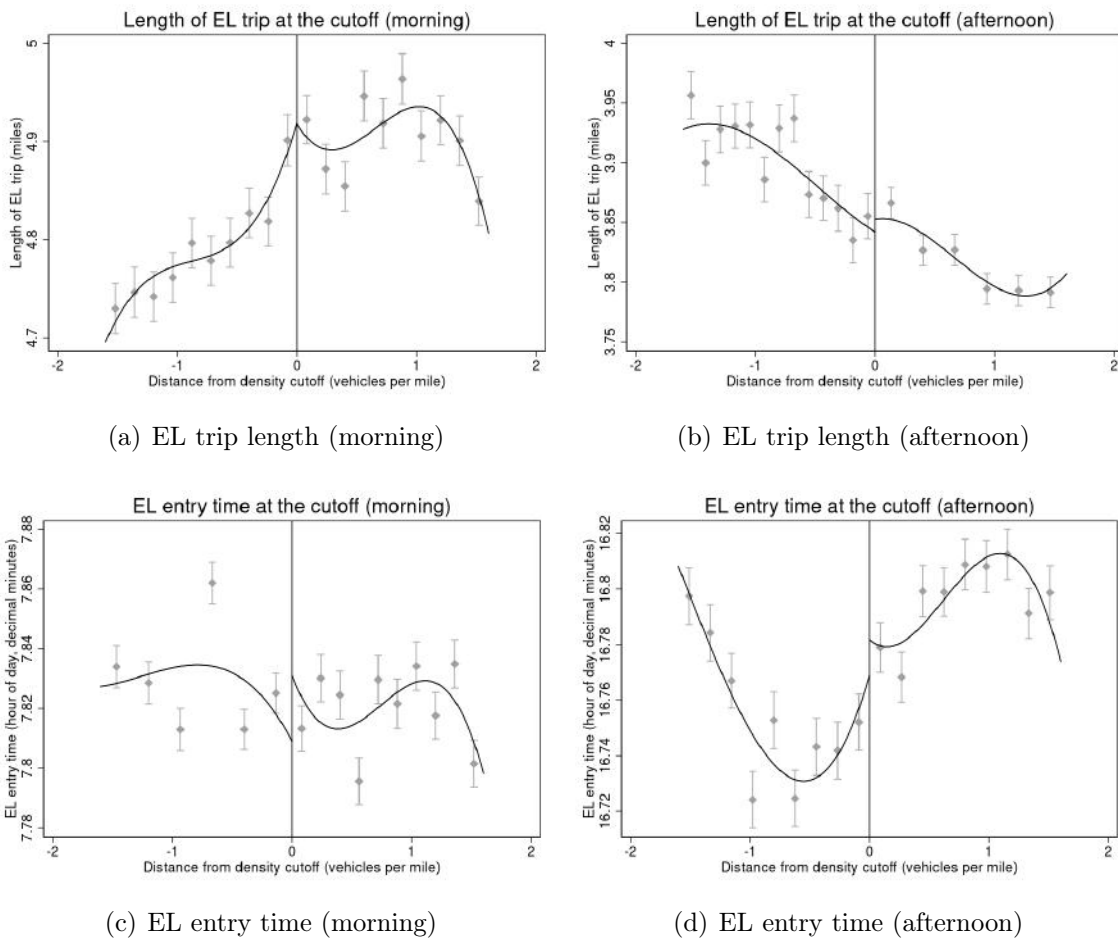 Length of EL trip at the cutoff (morning)
Length of EL trip (miles)
5
4.9
4.8
4.7
-2 -1 0 1 2
Distance from density cutoff (vehicles per mile)
(a) EL trip length (morning)
Length of EL trip at the cutoff (afternoon)
Length of EL trip (miles)
4
3.95
3.9
3.85
3.8
3.75
-2 -1 0 1 2
Distance from density cutoff (vehicles per mile)
(b) EL trip length (afternoon)
EL entry time at the cutoff (morning)
EL entry time (hour of day, decimal minutes)
7.88
7.86
7.84
7.82
7.8
7.78
-2 -1 0 1 2
Distance from density cutoff (vehicles per mile)
(c) EL entry time (morning)
EL entry time at the cutoff (afternoon)
EL entry time (hour of day, decimal minutes)
16.82
16.8
16.78
16.76
16.74
16.72
-2 -1 0 1 2
Distance from density cutoff (vehicles per mile)
(d) EL entry time (afternoon)